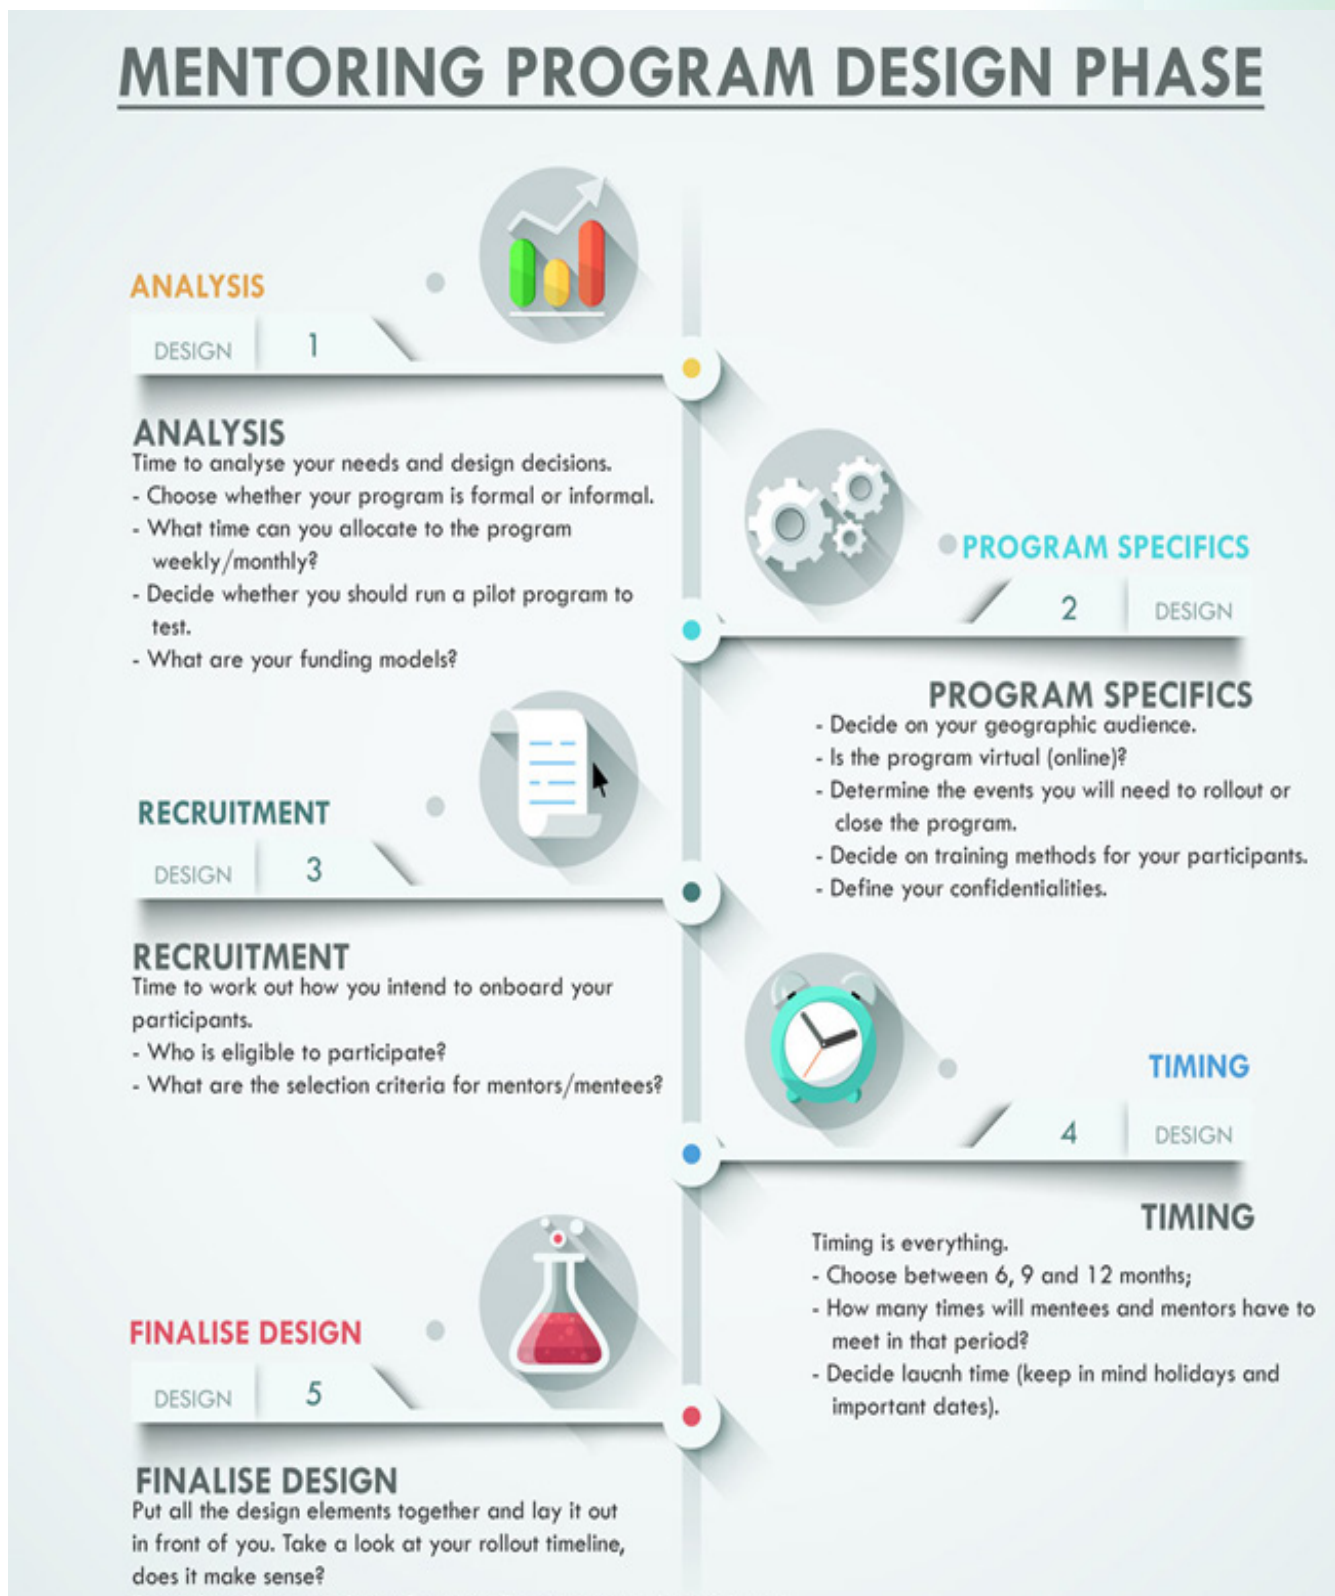 MENTORING PROGRAM DESIGN PHASE
ANALYSIS
DESIGN 1
ANALYSIS
Time to analyse your needs and design decisions.
- Choose whether your program is formal or informal.
- What time can you allocate to the program
weekly/monthly?
- Decide whether you should run a pilot program to
test.
- What are your funding models?
PROGRAM SPECIFICS
2 DESIGN
PROGRAM SPECIFICS
- Decide on your geographic audience.
- Is the program virtual (online)?
- Determine the events you will need to rollout or
close the program.
- Decide on training methods for your participants.
- Define your confidentialities.
RECRUITMENT
DESIGN 3
RECRUITMENT
Time to work out how you intend to onboard your
participants.
- Who is eligible to participate?
- What are the selection criteria for mentors/mentees?
TIMING
4 DESIGN
TIMING
Timing is everything.
- Choose between 6, 9 and 12 months;
- How many times will mentees and mentors have to
meet in that period?
- Decide laucnh time (keep in mind holidays and
important dates).
FINALISE DESIGN
DESIGN 5
FINALISE DESIGN
Put all the design elements together and lay it out
in front of you. Take a look at your rollout timeline,
does it make sense?